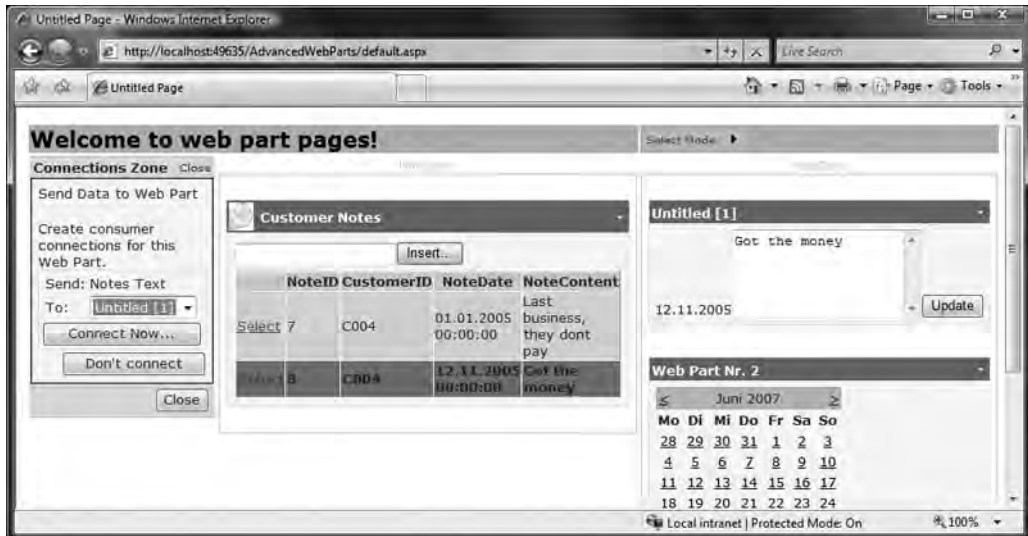 Untitled Page - Windows Internet Explorer
http://localhost:49635/AdvancedWebParts/default.aspx
Live Search
Untitled Page
Page
Tools
Welcome to web part pages!
Select Mode
Connections Zone Close
Send Data to Web Part
Create consumer
connections for this
Web Part.
Send: Notes Text
To: Untitled [1]
Connect Now...
Don't connect
Close
Customer Notes
Insert...
NoteID CustomerID NoteDate NoteContent
Select 7 C004 01.01.2005 00:00:00 Last business, they dont pay
Select 8 C004 12.11.2005 00:00:00 Got the money
Untitled [1]
Got the money
12.11.2005
Update
Web Part Nr. 2
< Juni 2007 >
Mo Di Mi Do Fr Sa So
28 29 30 31 1 2 3
4 5 6 7 8 9 10
11 12 13 14 15 16 17
18 19 20 21 22 23 24
Local intranet | Protected Mode: On
100%